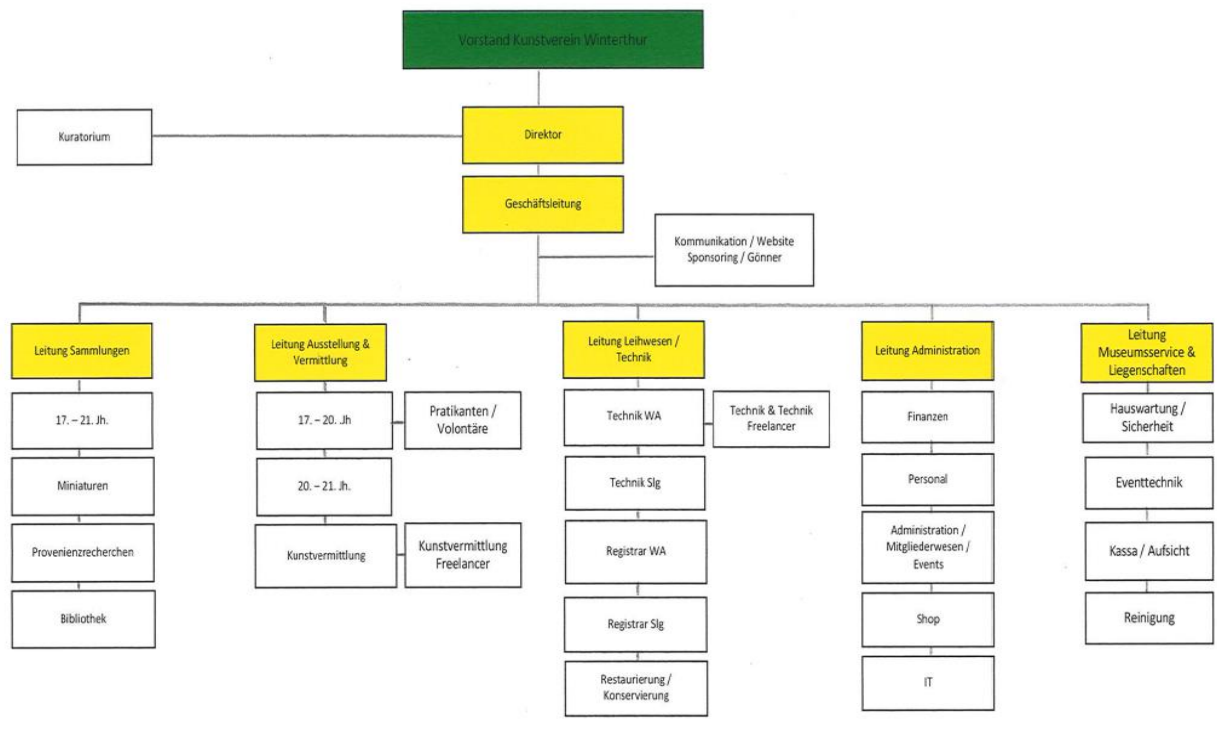 Vorstand Kunstverein Winterthur
Kuratorium
Direktor
Geschäftsleitung
Kommunikation / Website
Sponsoring / Gönner
Leitung Sammlungen
17. – 21. Jh.
Miniaturen
Provenienzrecherchen
Bibliothek
Leitung Ausstellung &
Vermittlung
17. – 20. Jh
Pratikanten /
Volontäre
20. – 21. Jh.
Kunstvermittlung
Kunstvermittlung
Freelancer
Leitung Leihwesen /
Technik
Technik WA
Technik & Technik
Freelancer
Technik Slg
Registrar WA
Registrar Slg
Restaurierung /
Konservierung
Leitung Administration
Finanzen
Personal
Administration /
Mitgliederwesen /
Events
Shop
IT
Leitung
Museumsservice &
Liegenschaften
Hauswartung /
Sicherheit
Eventtechnik
Kassa / Aufsicht
Reinigung